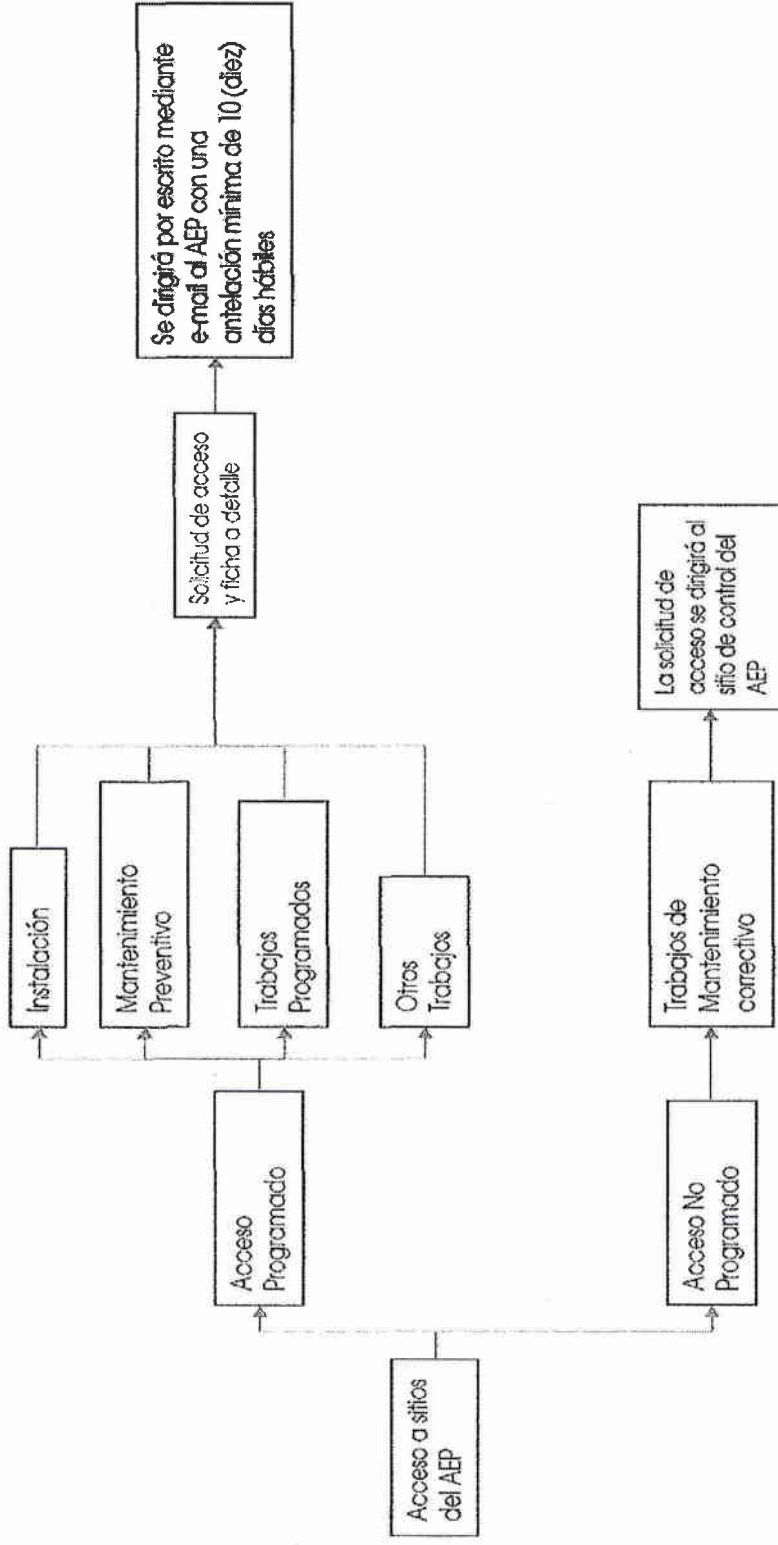 Acceso a sitios
del AEP
Acceso
Programado
Acceso No
Programado
Instalación
Mantenimiento
Preventivo
Trabajos
Programados
Otros
Trabajos
Trabajos de
Mantenimiento
correctivo
Solicitud de acceso
y ficha a detalle
La solicitud de
acceso se dirigirá al
sitio de control del
AEP
Se dirigirá por escrito mediante
e-mail al AEP con una
antelación mínima de 10 (diez)
días hábiles